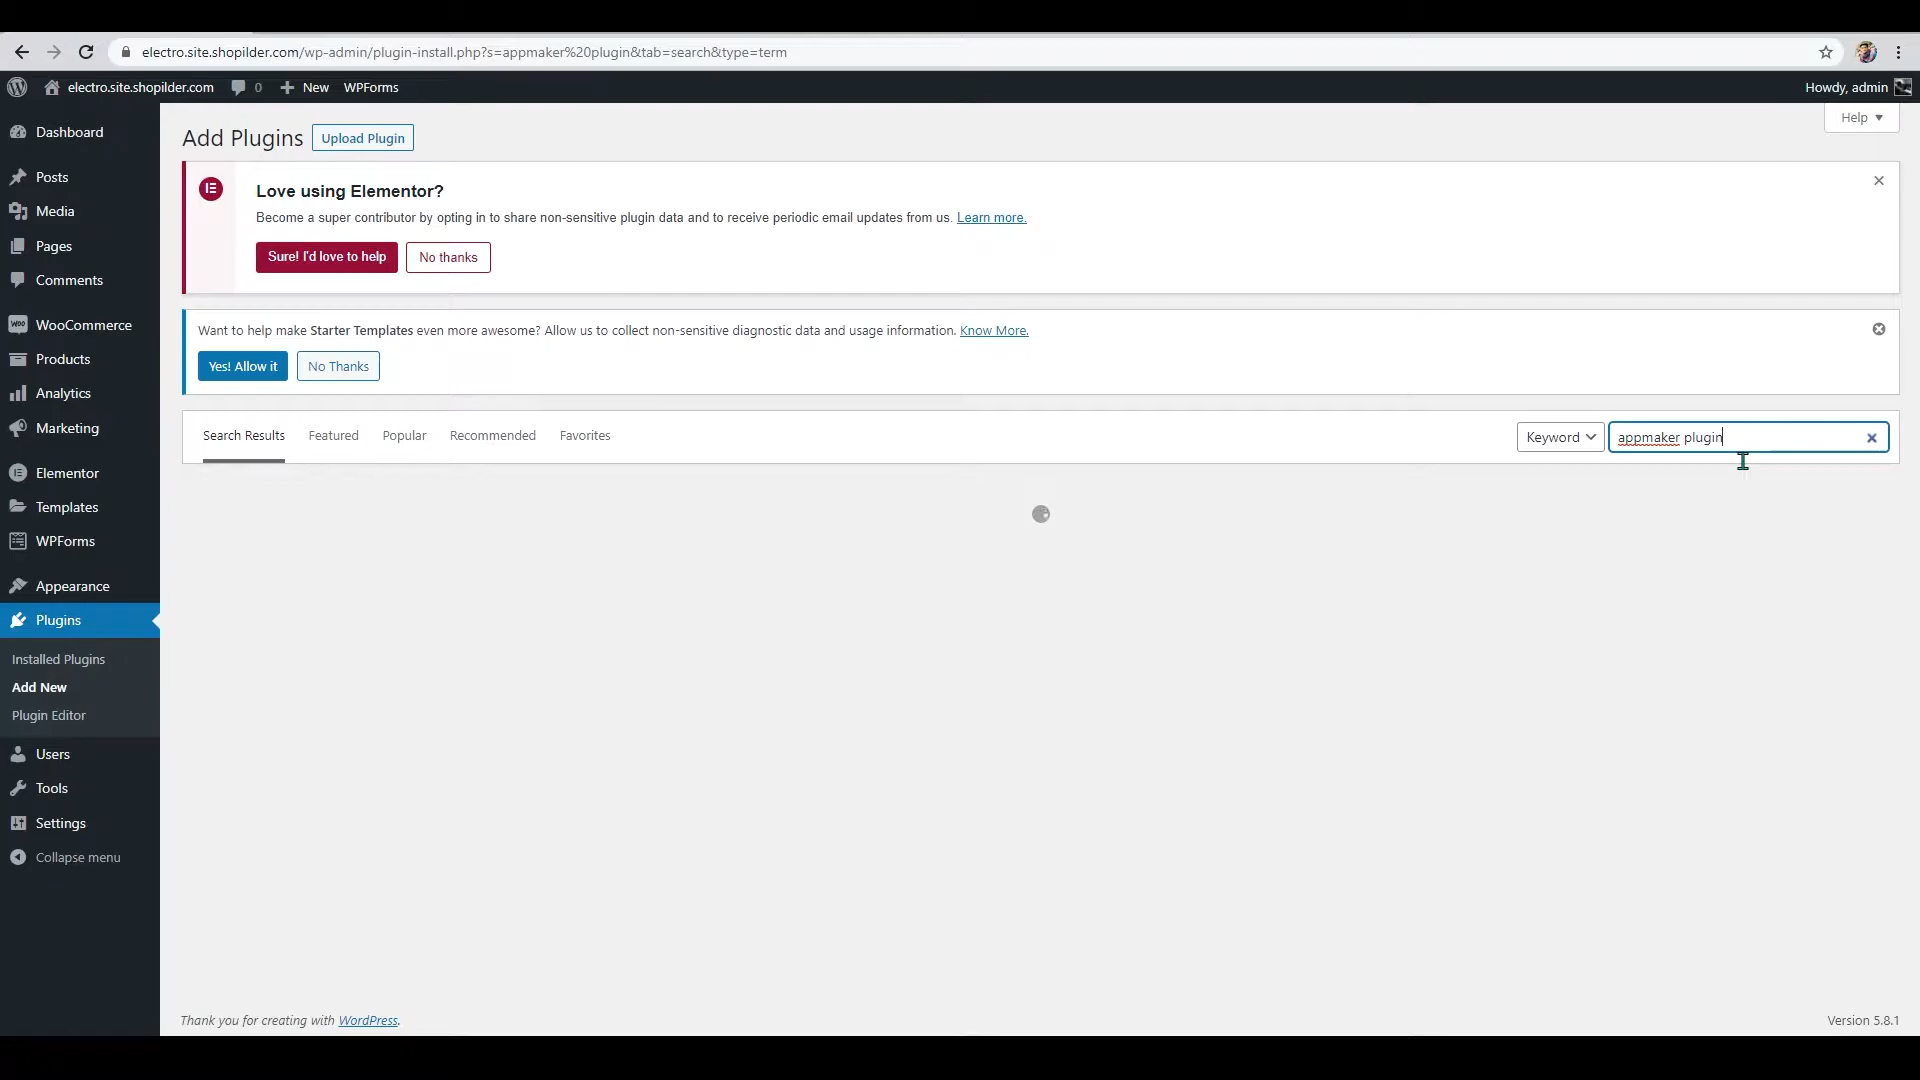 electro.site.shopilder.com/wp-admin/plugin-install.php?s=appmaker%20plugin&tab=search&type=term
electro.site.shopilder.com 0 New WPForms Howdy, admin
Help
Add Plugins Upload Plugin
Love using Elementor?
Become a super contributor by opting in to share non-sensitive plugin data and to receive periodic email updates from us. Learn more.
Sure! I'd love to help No thanks
Want to help make Starter Templates even more awesome? Allow us to collect non-sensitive diagnostic data and usage information. Know More.
Yes! Allow it No Thanks
Search Results Featured Popular Recommended Favorites Keyword appmaker plugin
Dashboard
Posts
Media
Pages
Comments
WOO WooCommerce
Products
Analytics
Marketing
Elementor
Templates
WPForms
Appearance
Plugins
Installed Plugins
Add New
Plugin Editor
Users
Tools
Settings
Collapse menu
Thank you for creating with WordPress. Version 5.8.1